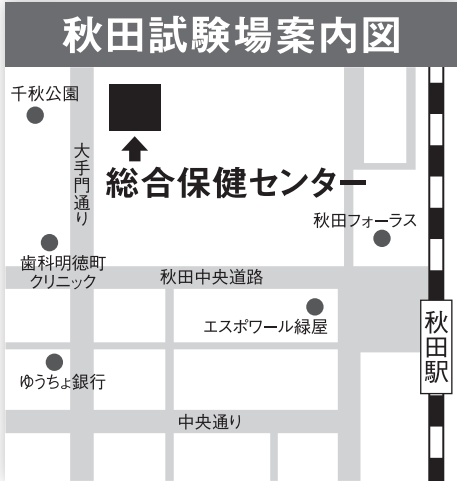 秋田試験場案内図
千秋公園
大手門通り
総合保健センター
秋田フォーラス
歯科明徳町
クリニック
秋田中央道路
エスポワール緑屋
秋田駅
ゆうちょ銀行
中央通り